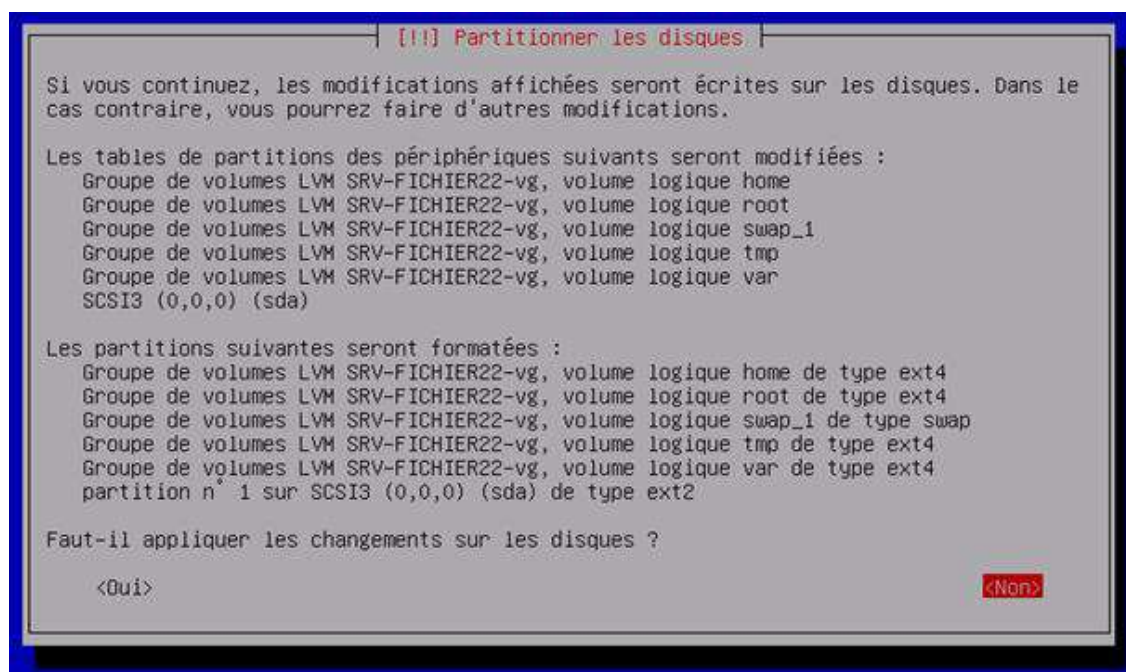 [!!] Partitionner les disques
Si vous continuez, les modifications affichées seront écrites sur les disques. Dans le
cas contraire, vous pourrez faire d'autres modifications.
Les tables de partitions des périphériques suivants seront modifiées :
Groupe de volumes LVM SRV-FICHIER22-vg, volume logique home
Groupe de volumes LVM SRV-FICHIER22-vg, volume logique root
Groupe de volumes LVM SRV-FICHIER22-vg, volume logique swap_1
Groupe de volumes LVM SRV-FICHIER22-vg, volume logique tmp
Groupe de volumes LVM SRV-FICHIER22-vg, volume logique var
SCSI3 (0,0,0) (sda)
Les partitions suivantes seront formatées :
Groupe de volumes LVM SRV-FICHIER22-vg, volume logique home de type ext4
Groupe de volumes LVM SRV-FICHIER22-vg, volume logique root de type ext4
Groupe de volumes LVM SRV-FICHIER22-vg, volume logique swap_1 de type swap
Groupe de volumes LVM SRV-FICHIER22-vg, volume logique tmp de type ext4
Groupe de volumes LVM SRV-FICHIER22-vg, volume logique var de type ext4
partition n° 1 sur SCSI3 (0,0,0) (sda) de type ext2
Faut-il appliquer les changements sur les disques ?
<Oui> <Non>